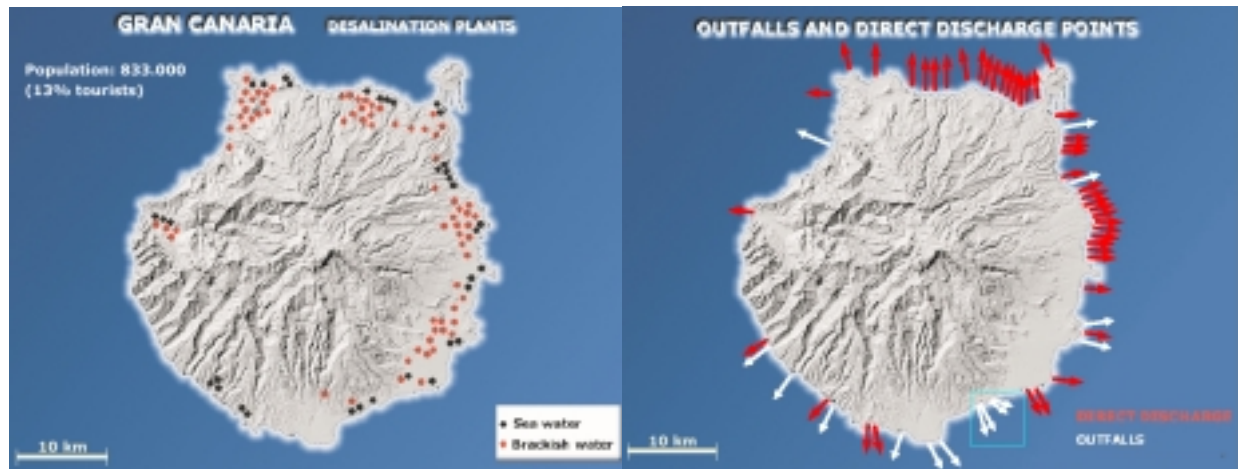 GRAN CANARIA DESALINATION PLANTS
Population: 833.000
(13% tourists)
Sea water
Brackish water
10 km
OUTFALLS AND DIRECT DISCHARGE POINTS
DIRECT DISCHARGE
OUTFALLS
10 km